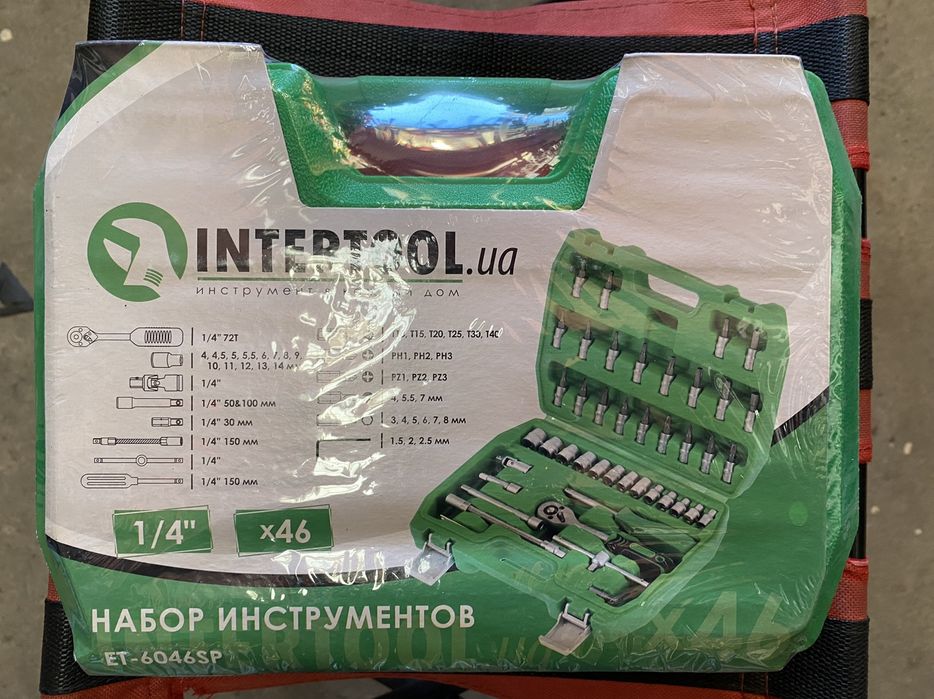 INTERTOOL.ua
инструмент в дом
1/4" 72T
4, 4,5, 5, 5.5, 6, 7, 8, 9,
10, 11, 12, 13, 14 мм
1/4"
1/4" 50&100 мм
1/4" 30 мм
1/4" 150 мм
1/4"
1/4" 150 мм
T15, T20, T25, T30, T40
PH1, PH2, PH3
PZ1, PZ2, PZ3
4, 5.5, 7 мм
3, 4, 5, 6, 7, 8 мм
1.5, 2, 2.5 мм
1/4"
x46
НАБОР ИНСТРУМЕНТОВ
ET-6046SP
INTERTOOL.ua
x46